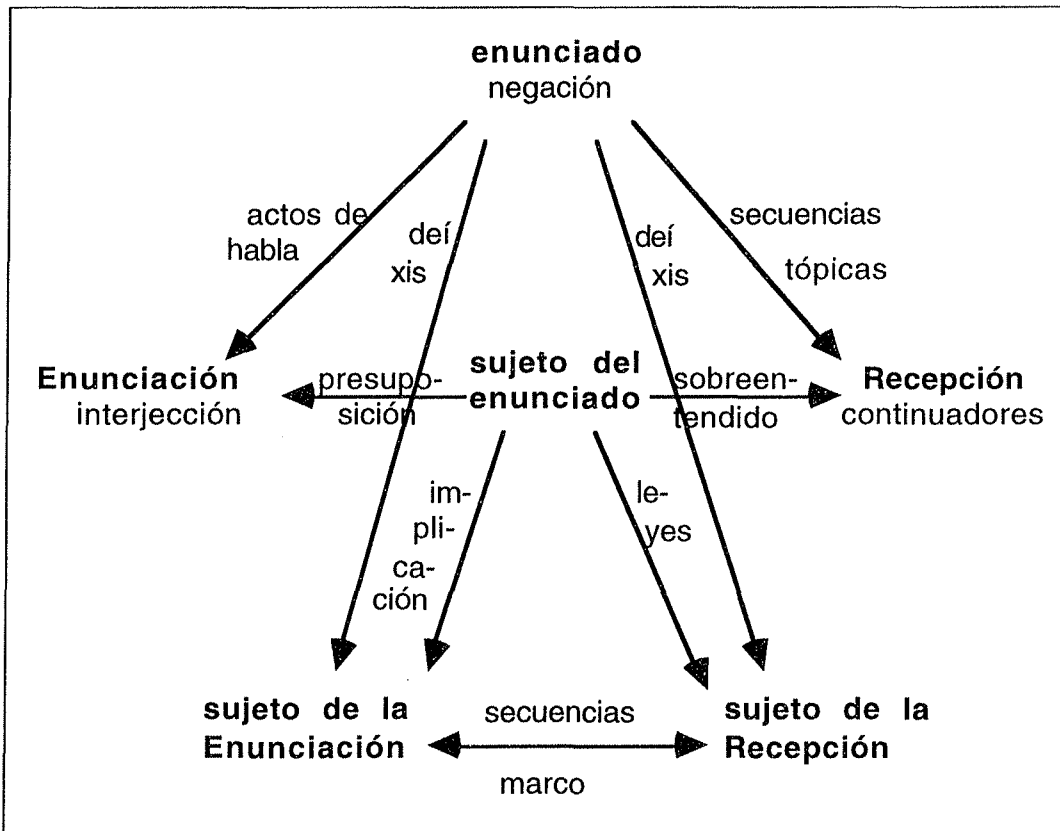 enunciado
negación
actos de
habla
deí
xis
deí
xis
secuencias
tópicas
Enunciación
interjección
presupo-
sición
sujeto del
enunciado
sobreen-
tendido
Recepción
continuadores
im-
pli-
ca-
ción
le-
yes
sujeto de la
Enunciación
secuencias
marco
sujeto de la
Recepción